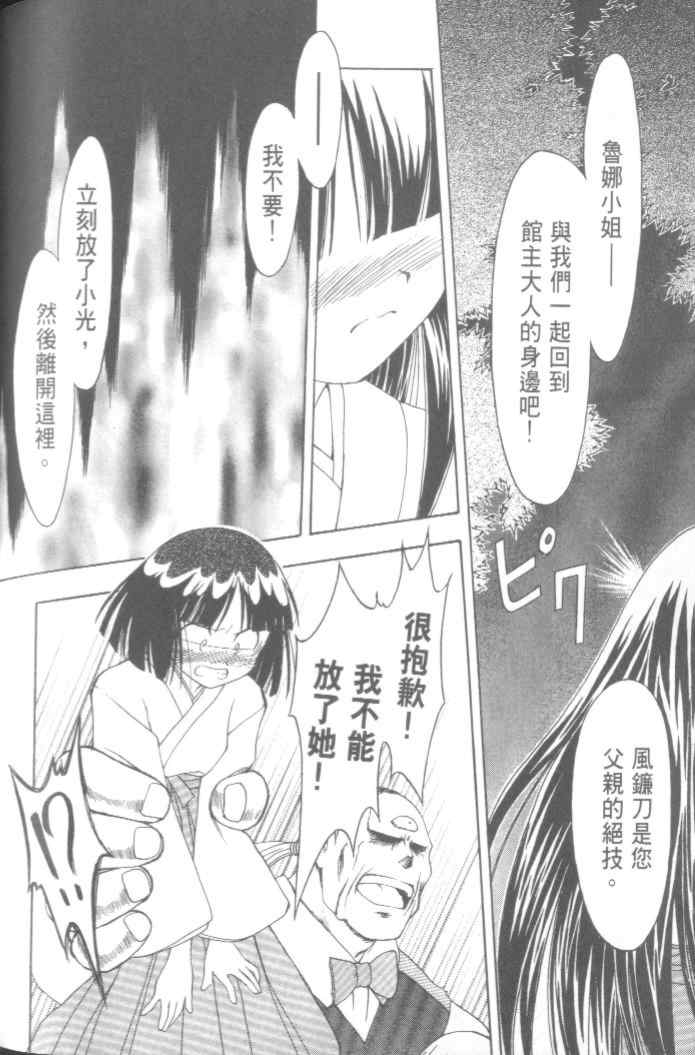 魯娜小姐——
與我們一起回到
館主大人的身邊吧！
ピク
風鐮刀是您
父親的絕技。
——
我不要！
立刻放了小光，
然後離開這裡。
很抱歉！
我不能
放了她！
!?